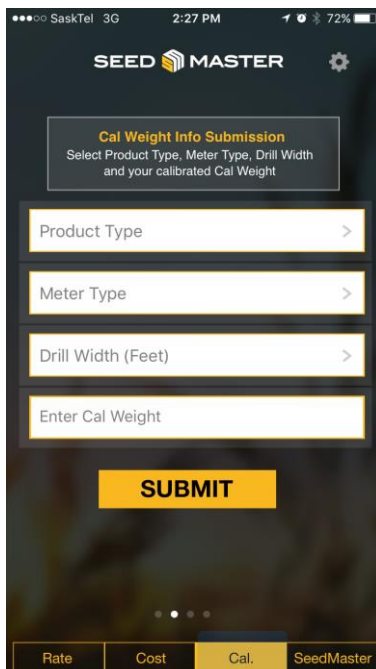 SaskTel 3G 2:27 PM 72%
SEED MASTER
Cal Weight Info Submission
Select Product Type, Meter Type, Drill Width
and your calibrated Cal Weight
Product Type
Meter Type
Drill Width (Feet)
Enter Cal Weight
SUBMIT
Rate Cost Cal. SeedMaster